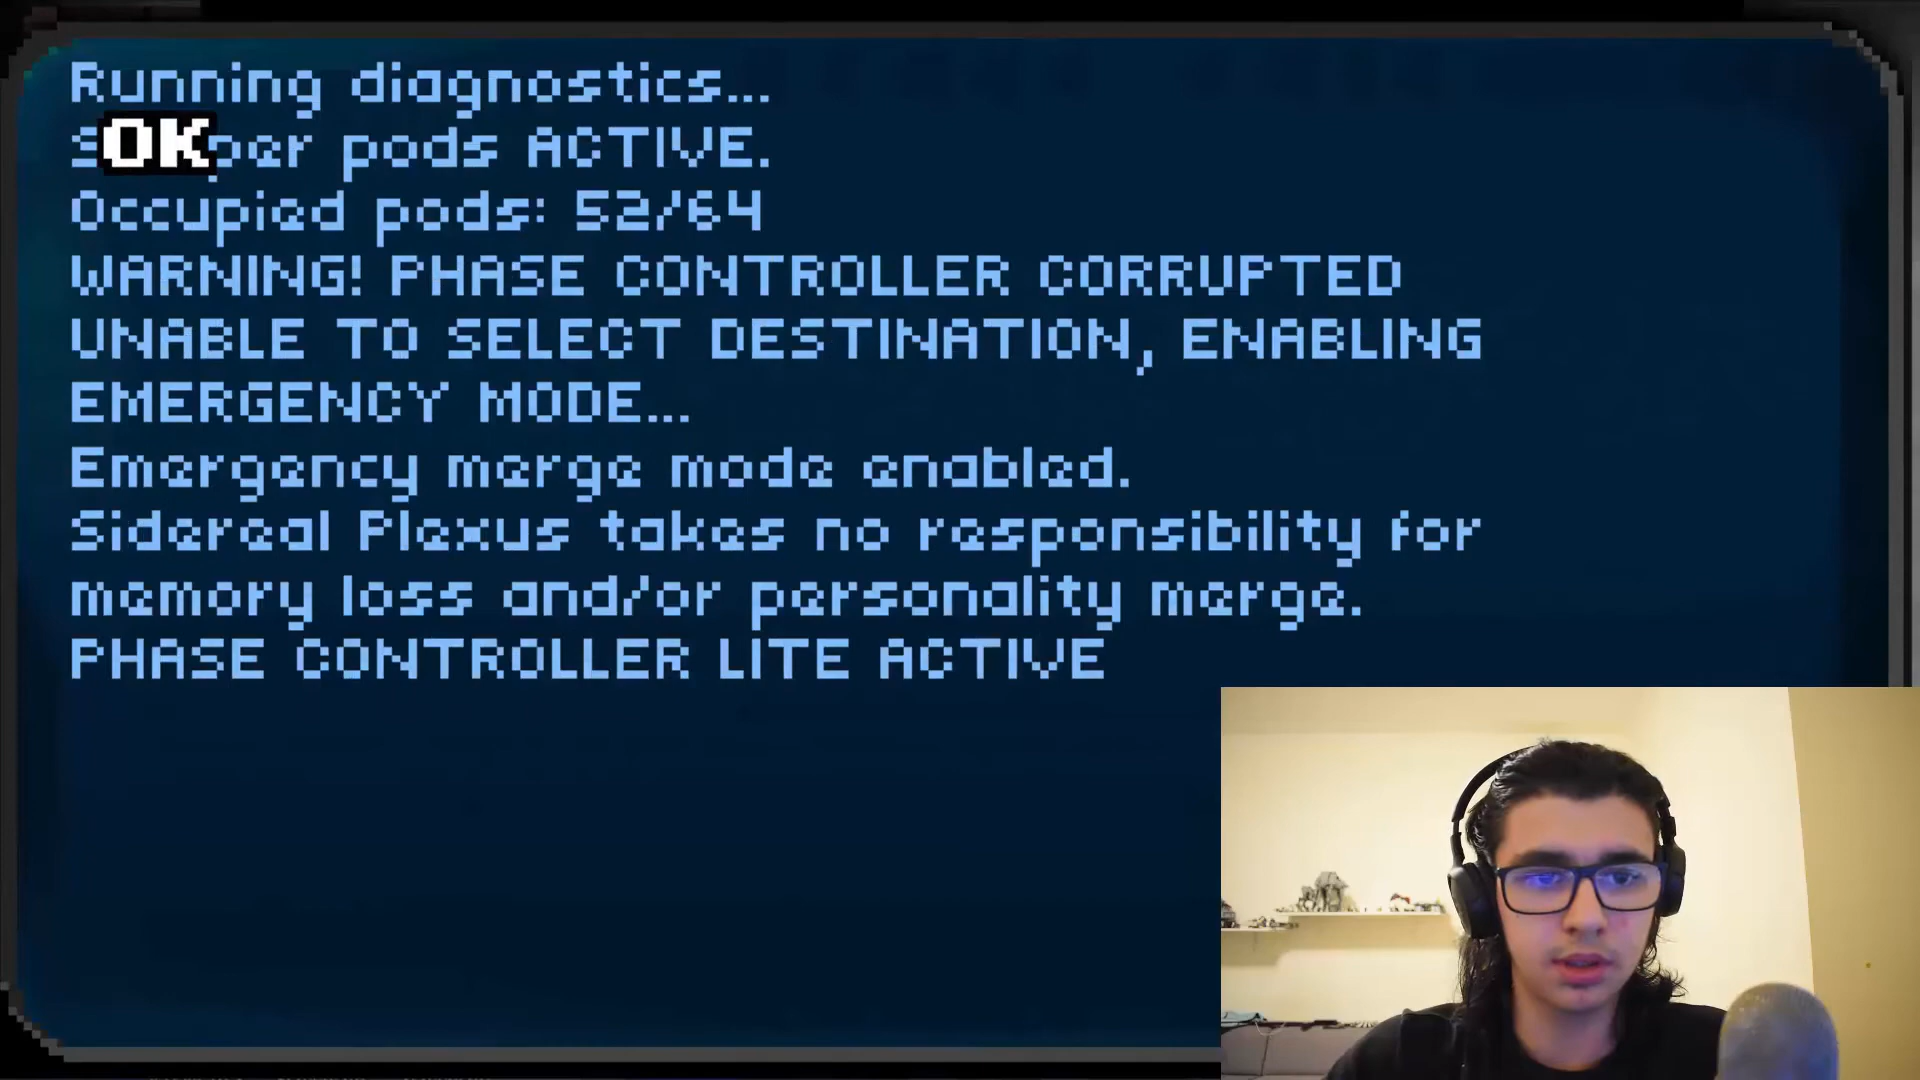 Running diagnostics...
OK
per pods ACTIVE.
Occupied pods: 52/64
WARNING! PHASE CONTROLLER CORRUPTED
UNABLE TO SELECT DESTINATION, ENABLING
EMERGENCY MODE...
Emergency merge mode enabled.
Sidereal Plexus takes no responsibility for
memory loss and/or personality merge.
PHASE CONTROLLER LITE ACTIVE